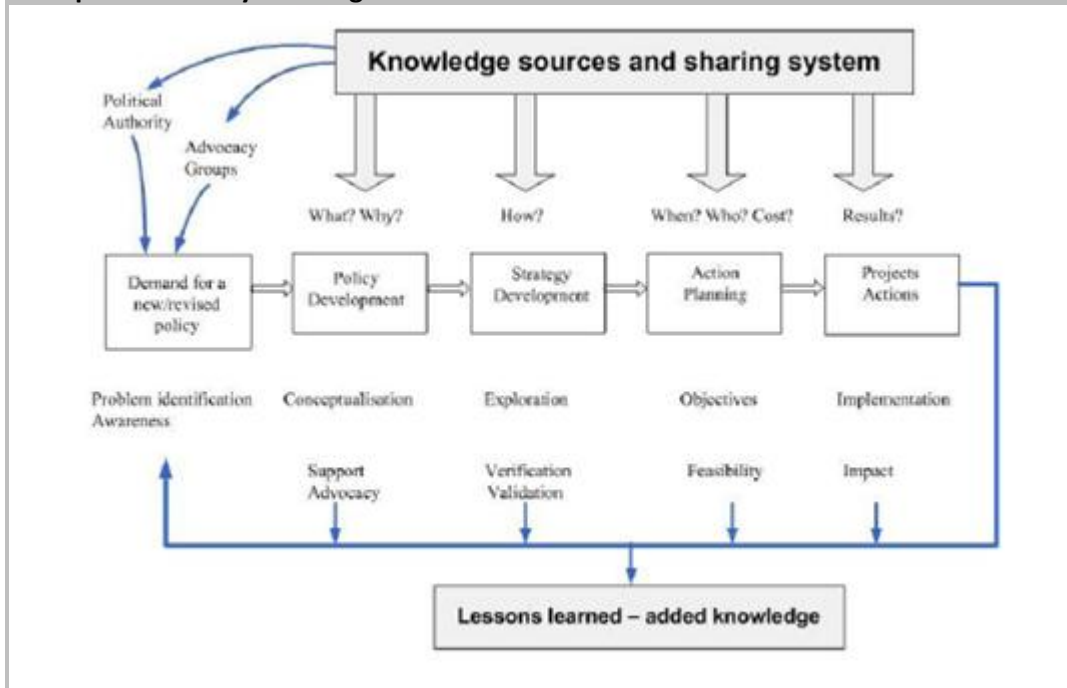 Knowledge sources and sharing system
Political
Authority
Advocacy
Groups
What? Why?
How?
When? Who? Cost?
Results?
Demand for a
new/revised
policy
Policy
Development
Strategy
Development
Action
Planning
Projects
Actions
Problem identification
Awareness
Conceptualisation
Exploration
Objectives
Implementation
Support
Advocacy
Verification
Validation
Feasibility
Impact
Lessons learned – added knowledge